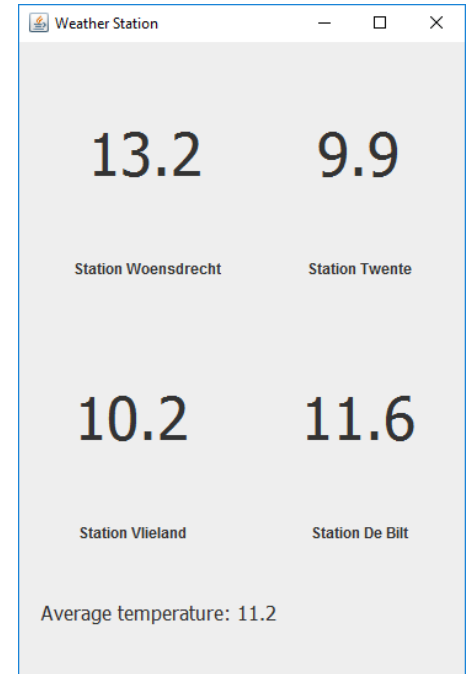 Weather Station
13.2 9.9
Station Woensdrecht Station Twente
10.2 11.6
Station Vlieland Station De Bilt
Average temperature: 11.2